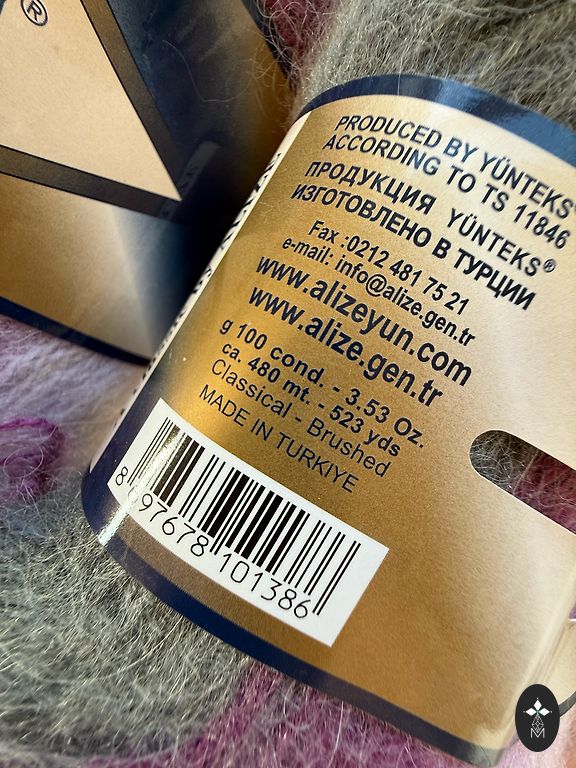 ®
PRODUCED BY YÜNTEKS
ACCORDING TO TS 11846
ПРОДУКЦИЯ YÜNTEKS®
ИЗГОТОВЛЕНО В ТУРЦИИ
Fax :0212 481 75 21
e-mail: info@alize.gen.tr
www.alizeyun.com
www.alize.gen.tr
g 100 cond. - 3.53 Oz.
ca. 480 mt. - 523 yds
Classical - Brushed
MADE IN TURKIYE
8 697678 101386